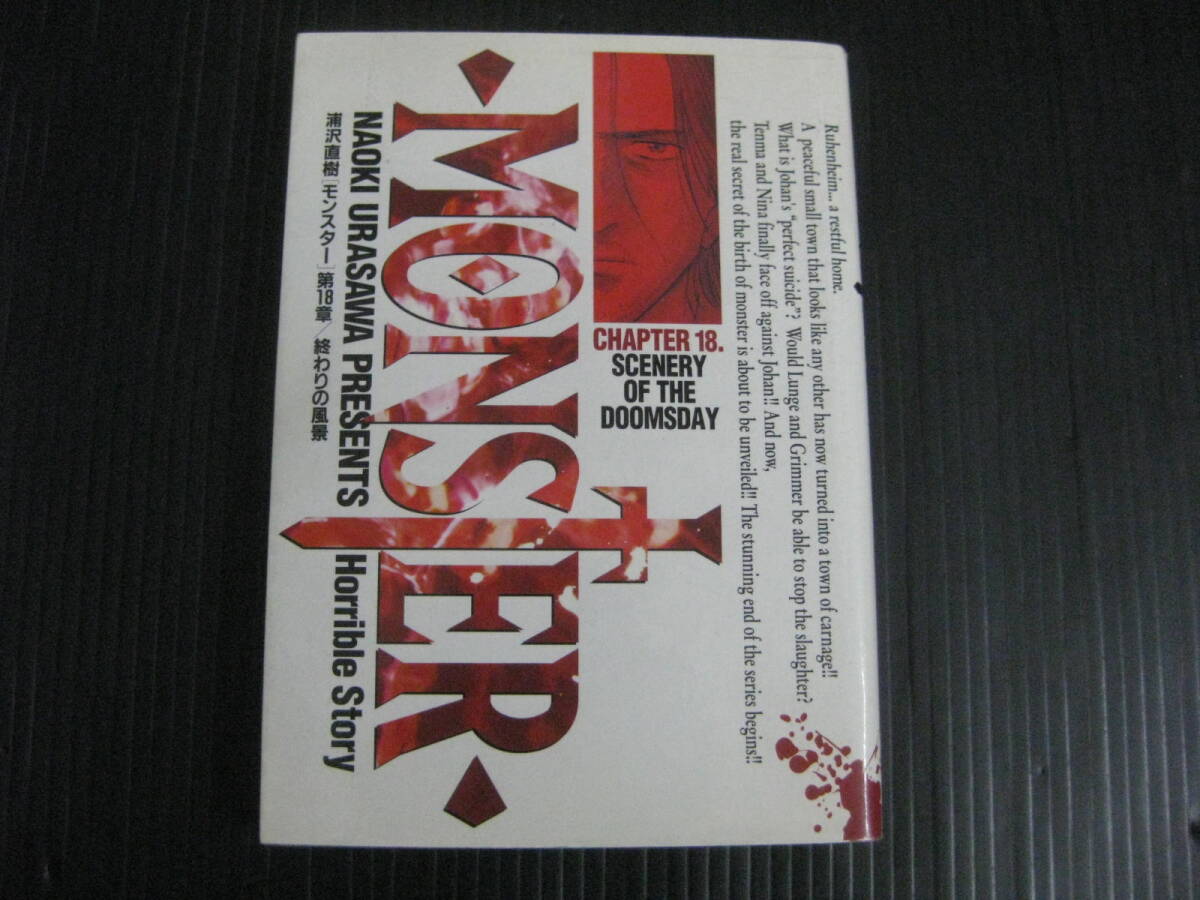 Ruhenheim... a restful home.
A peaceful small town that looks like any other has now turned into a town of carnage!!
What is Johan's "perfect suicide"? Would Lunge and Grimmer be able to stop the slaughter?
Tenma and Nina finally face off against Johan!! And now,
the real secret of the birth of monster is about to be unveiled!! The stunning end of the series begins!!
CHAPTER 18.
SCENERY
OF THE
DOOMSDAY
MONSTER
NAOKI URASAWA PRESENTS Horrible Story
浦沢直樹[モンスター]第18章/終わりの風景